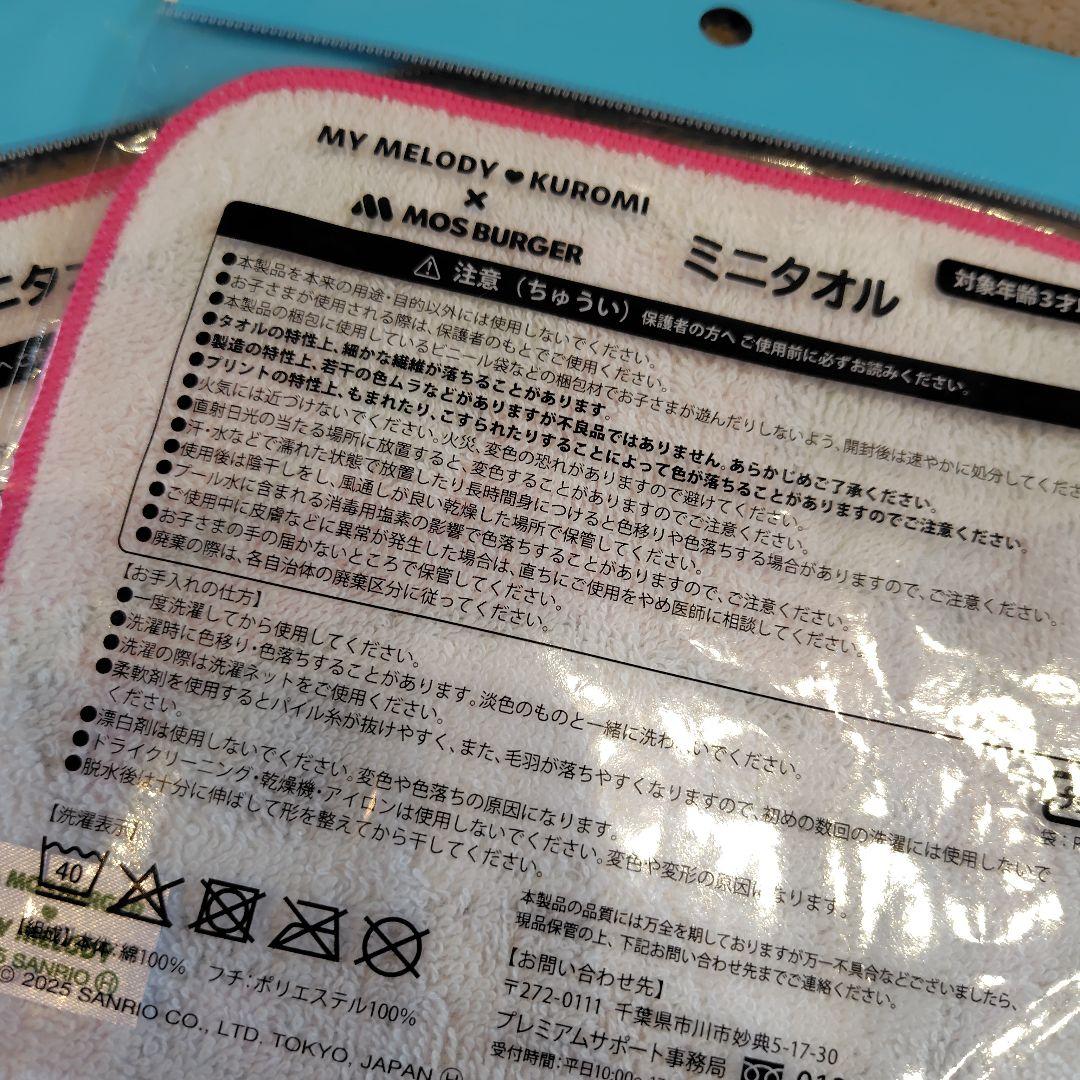 MY MELODY ♥ KUROMI
×
MOS BURGER
ミニタオル
対象年齢3才
⚠ 注意（ちゅうい） 保護者の方へ ご使用前に必ずお読みください。
●本製品を本来の用途・目的以外には使用しないでください。
●お子さまが使用される際は、保護者のもとでご使用ください。
●本製品の梱包に使用しているビニール袋などの梱包材でお子さまが遊んだりしないよう、開封後は速やかに処分してくださ
●タオルの特性上、細かな繊維が落ちることがあります。
●製造の特性上、若干の色ムラなどがありますが不良品ではありません。あらかじめご了承ください。
●プリントの特性上、もまれたり、こすられたりすることによって色が落ちることがありますのでご注意ください。
●火気には近づけないでください。火災、変色の恐れがありますので避けてください。
●直射日光の当たる場所に放置すると、変色することがありますのでご注意ください。
●汗・水などで濡れた状態で放置したり長時間身につけると色移りや色落ちする場合がありますので、ご注意ください。
●使用後は陰干しをし、風通しが良い乾燥した場所で保管してください。
●プール水に含まれる消毒用塩素の影響で色落ちすることがありますので、ご注意ください。
●ご使用中に皮膚などに異常が発生した場合は、直ちにご使用をやめ医師に相談してください。
●お子さまの手の届かないところで保管してください。
●廃棄の際は、各自治体の廃棄区分に従ってください。
【お手入れの仕方】
●一度洗濯してから使用してください。
●洗濯時に色移り・色落ちすることがあります。淡色のものと一緒に洗わ いでください。
●洗濯の際は洗濯ネットをご使用ください。
●柔軟剤を使用するとパイル糸が抜けやすく、また、毛羽が落ちやすくなりますので、初めの数回の洗濯には使用しないで
ください。
●漂白剤は使用しないでください。変色や色落ちの原因になります。
●ドライクリーニング・乾燥機・アイロンは使用しないでください。変色や変形の原因 なります。
●脱水後は十分に伸ばして形を整えてから干してください。
【洗濯表示】
40
【組成】本体：綿100%
フチ：ポリエステル100%
© 2025 SANRIO CO., LTD. TOKYO, JAPAN Ⓗ
SANRIO Ⓗ
袋：P
本製品の品質には万全を期しておりますが万一不具合などございましたら、
現品保管の上、下記お問い合わせ先までご連絡ください。
【お問い合わせ先】
〒272-0111 千葉県市川市妙典5-17-30
プレミアムサポート事務局
受付時間：平日10:00